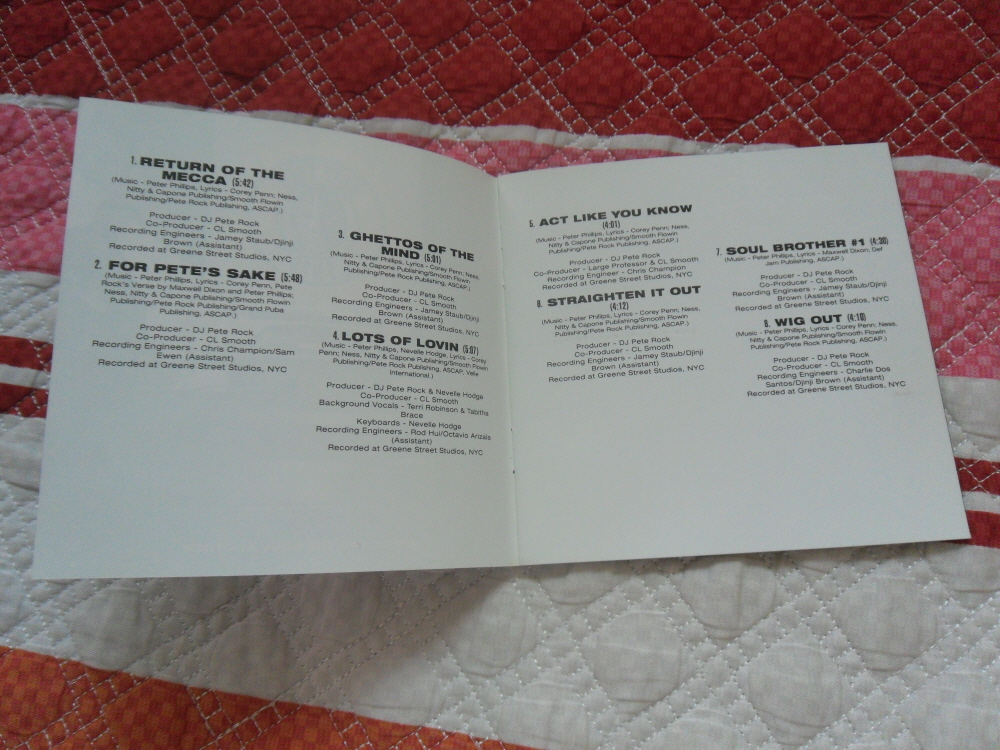 1. RETURN OF THE
MECCA (5:42)
(Music - Peter Phillips, Lyrics - Corey Penn; Ness,
Nitty & Capone Publishing/Smooth Flowin
Publishing/Pete Rock Publishing, ASCAP.)
Producer - DJ Pete Rock
Co-Producer - CL Smooth
Recording Engineers - Jamey Staub/Djinji
Brown (Assistant)
Recorded at Greene Street Studios, NYC
2. FOR PETE'S SAKE (5:48)
(Music - Peter Phillips, Lyrics - Corey Penn, Pete
Rock's Verse by Maxwell Dixon and Peter Phillips;
Ness, Nitty & Capone Publishing/Smooth Flowin
Publishing/Pete Rock Publishing/Grand Puba
Publishing, ASCAP.)
Producer - DJ Pete Rock
Co-Producer - CL Smooth
Recording Engineers - Chris Champion/Sam
Ewen (Assistant)
Recorded at Greene Street Studios, NYC
3. GHETTOS OF THE
MIND (5:01)
(Music - Peter Phillips, Lyrics - Corey Penn; Ness,
Nitty & Capone Publishing/Smooth Flowin
Publishing/Pete Rock Publishing, ASCAP.)
Producer - DJ Pete Rock
Co-Producer - CL Smooth
Recording Engineers - Jamey Staub/Djinji
Brown (Assistant)
Recorded at Greene Street Studios, NYC
4. LOTS OF LOVIN (5:07)
(Music - Peter Phillips, Nevelle Hodge, Lyrics - Corey
Penn; Ness, Nitty & Capone Publishing/Smooth Flowin
Publishing/Pete Rock Publishing, ASCAP, Velle
International.)
Producer - DJ Pete Rock & Nevelle Hodge
Co-Producer - CL Smooth
Background Vocals - Terri Robinson & Tabitha
Brace
Keyboards - Nevelle Hodge
Recording Engineers - Rod Hui/Octavio Arizala
(Assistant)
Recorded at Greene Street Studios, NYC
5. ACT LIKE YOU KNOW
(4:01)
(Music - Peter Phillips, Lyrics - Corey Penn; Ness,
Nitty & Capone Publishing/Smooth Flowin
Publishing/Pete Rock Publishing, ASCAP.)
Producer - DJ Pete Rock
Co-Producer - Large Professor & CL Smooth
Recording Engineer - Chris Champion
Recorded at Greene Street Studios, NYC
6. STRAIGHTEN IT OUT
(4:12)
(Music - Peter Phillips, Lyrics - Corey Penn; Ness,
Nitty & Capone Publishing/Smooth Flowin
Publishing/Pete Rock Publishing, ASCAP.)
Producer - DJ Pete Rock
Co-Producer - CL Smooth
Recording Engineers - Jamey Staub/Djinji
Brown (Assistant)
Recorded at Greene Street Studios, NYC
7. SOUL BROTHER #1 (4:30)
(Music - Peter Phillips, Lyrics - Maxwell Dixon; Def
Jam Publishing, ASCAP.)
Producer - DJ Pete Rock
Co-Producer - CL Smooth
Recording Engineers - Jamey Staub/Djinji
Brown (Assistant)
Recorded at Greene Street Studios, NYC
8. WIG OUT (4:10)
(Music - Peter Phillips, Lyrics - Corey Penn; Ness,
Nitty & Capone Publishing/Smooth Flowin
Publishing/Pete Rock Publishing, ASCAP.)
Producer - DJ Pete Rock
Co-Producer - CL Smooth
Recording Engineers - Charlie Dos
Santos/Djinji Brown (Assistant)
Recorded at Greene Street Studios, NYC